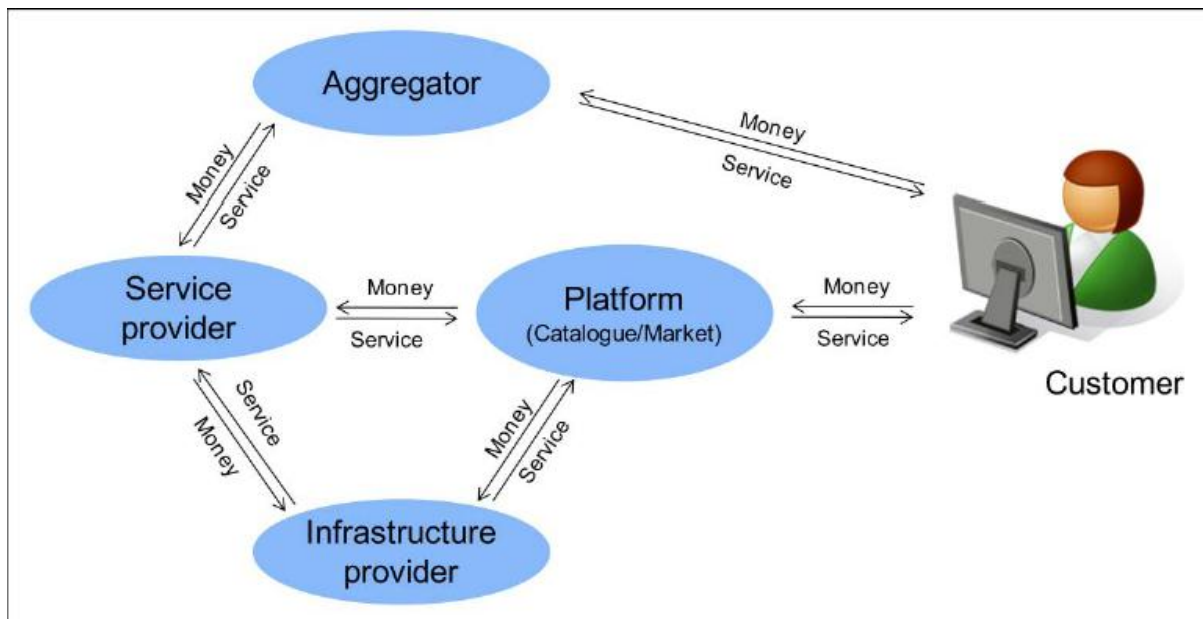 Aggregator
Money
Service
Money
Service
Service
provider
Money
Service
Platform
(Catalogue/Market)
Money
Service
Customer
Service
Money
Money
Service
Infrastructure
provider